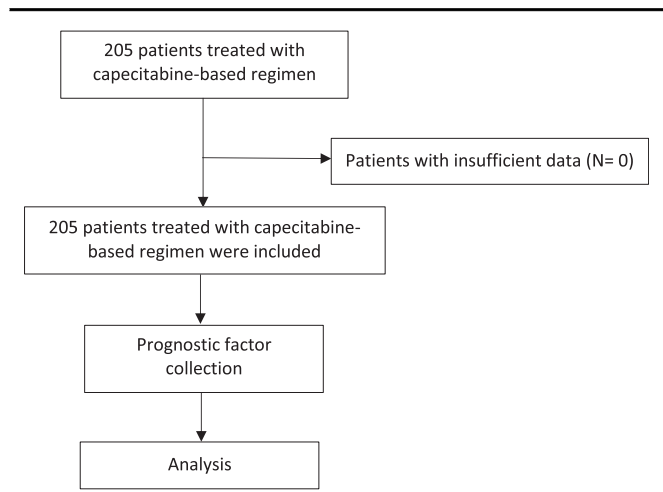 205 patients treated with
capecitabine-based regimen
Patients with insufficient data (N= 0)
205 patients treated with capecitabine-
based regimen were included
Prognostic factor
collection
Analysis